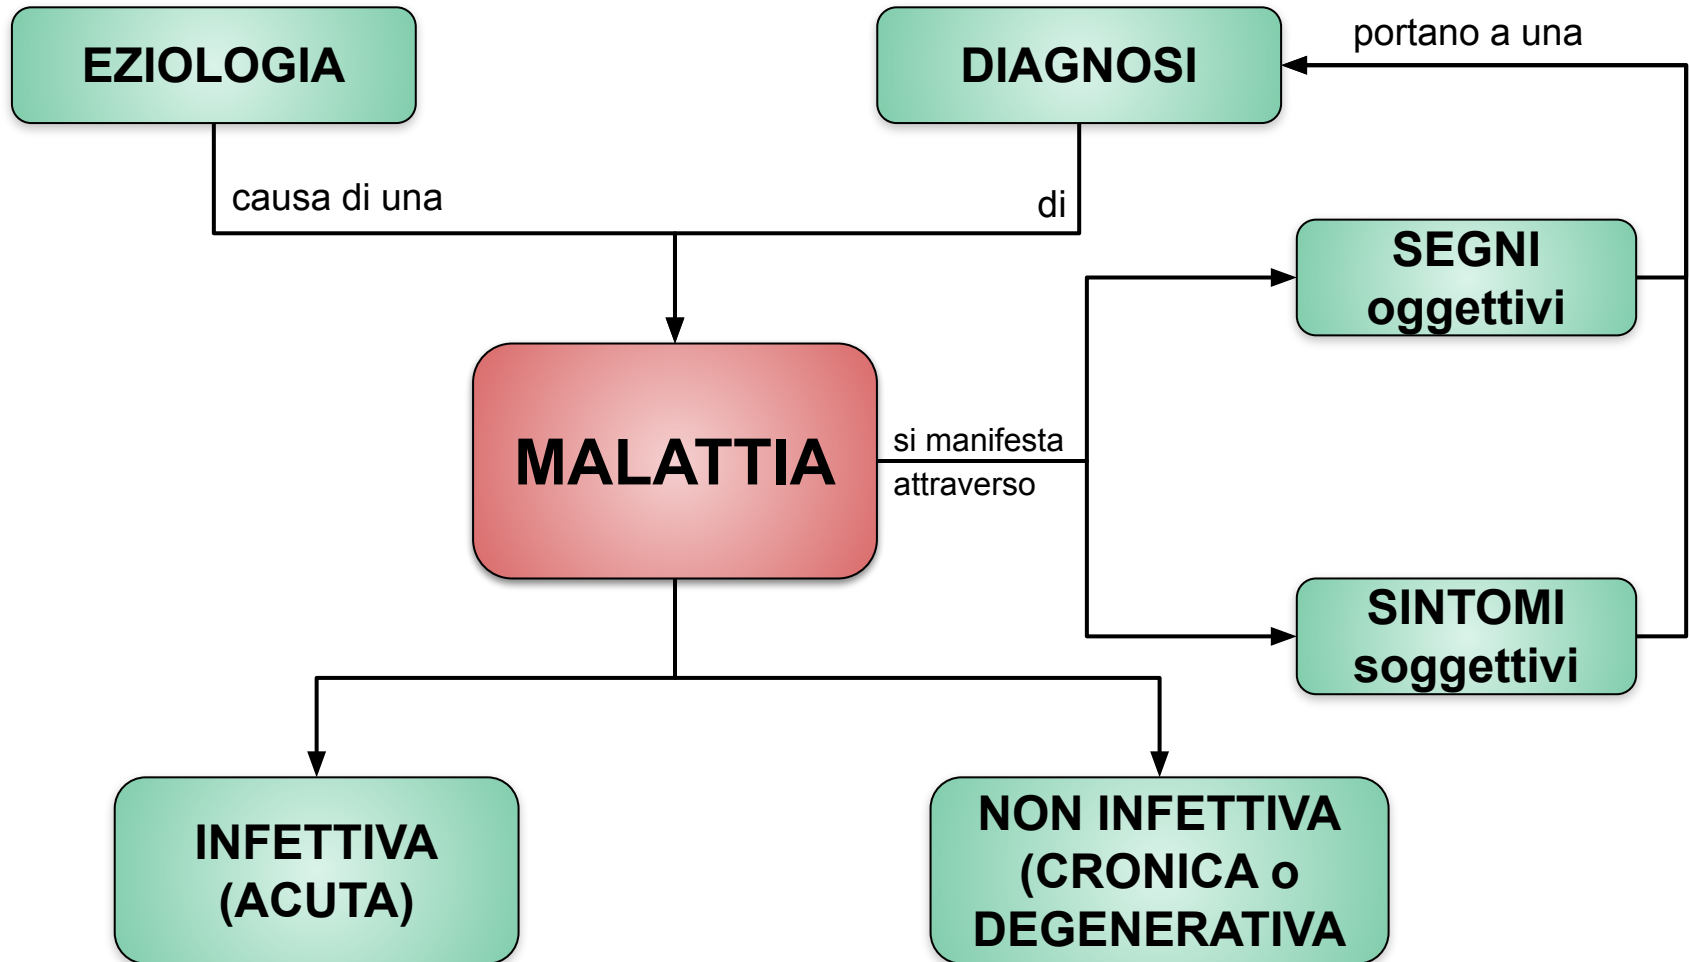 EZIOLOGIA
DIAGNOSI
portano a una
causa di una
di
SEGNI
oggettivi
MALATTIA
si manifesta
attraverso
SINTOMI
soggettivi
INFETTIVA
(ACUTA)
NON INFETTIVA
(CRONICA o
DEGENERATIVA